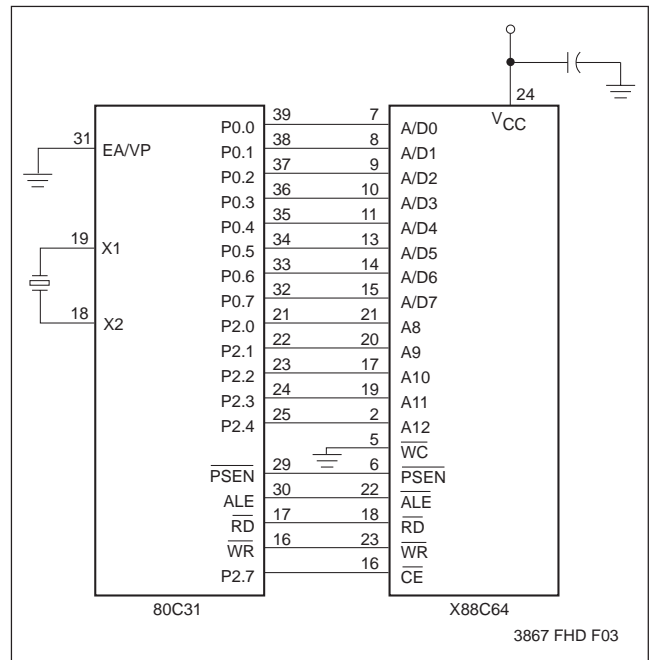 24
VCC
39 7
P0.0 A/D0
38 8
31 EA/VP P0.1 A/D1
37 9
P0.2 A/D2
36 10
P0.3 A/D3
35 11
P0.4 A/D4
19 X1 34 13
P0.5 A/D5
33 14
P0.6 A/D6
32 15
P0.7 A/D7
18 X2 21 21
P2.0 A8
22 20
P2.1 A9
23 17
P2.2 A10
24 19
P2.3 A11
25 2
P2.4 A12
5
WC
29 6
PSEN PSEN
30 22
ALE ALE
17 18
RD RD
16 23
WR WR
16
P2.7 CE
80C31 X88C64
3867 FHD F03